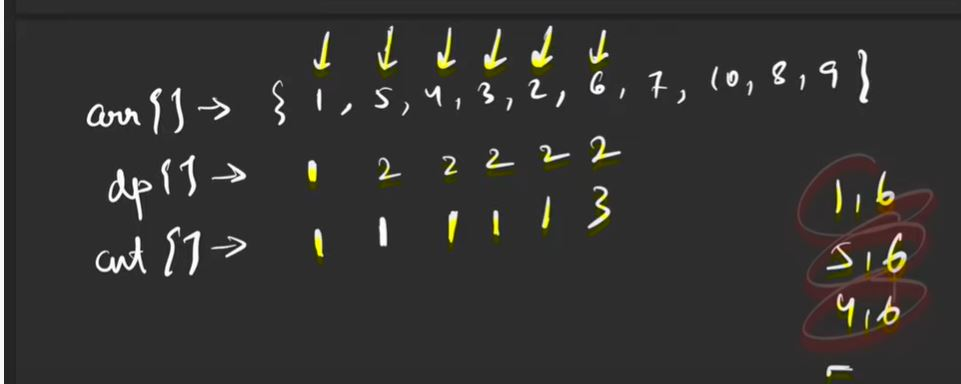 arr[] → { 1, 5, 4, 3, 2, 6, 7, 10, 8, 9 }
dp[] → 1 2 2 2 2 2
cnt[] → 1 1 1 1 1 3
1, 6
5, 6
4, 6